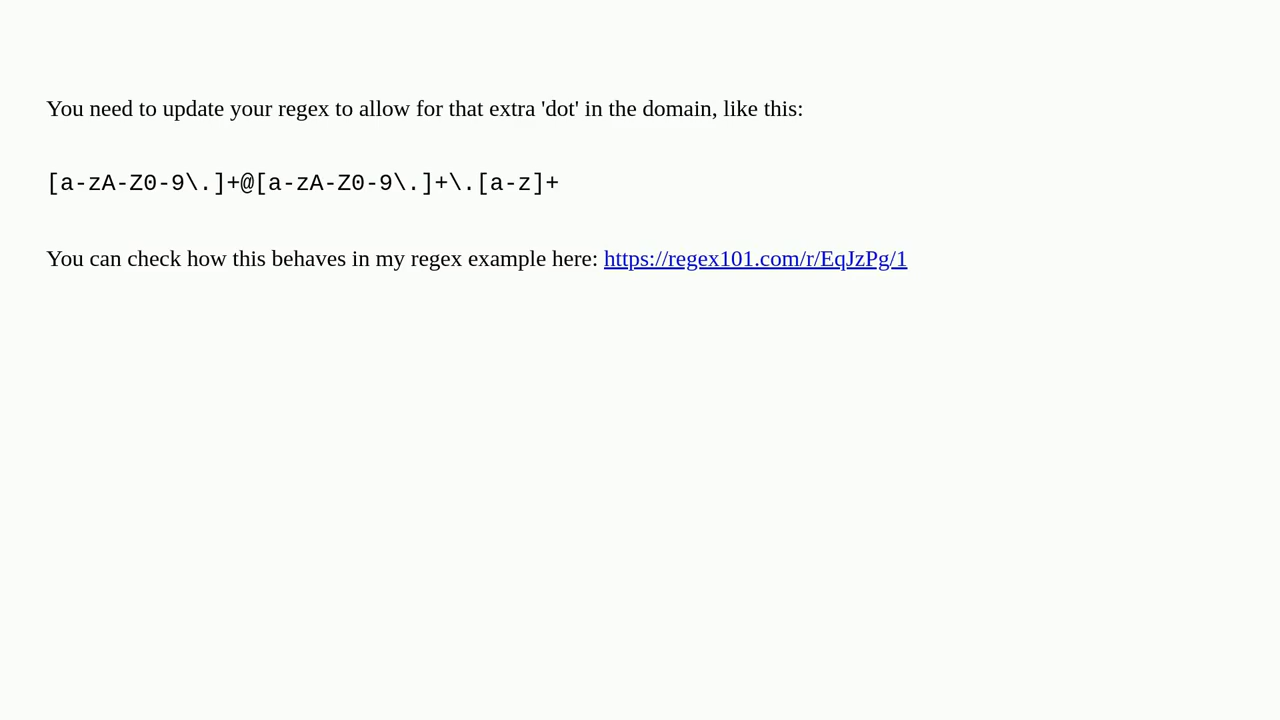 You need to update your regex to allow for that extra 'dot' in the domain, like this:
[a-zA-Z0-9\.]+@[a-zA-Z0-9\.]+\.[a-z]+
You can check how this behaves in my regex example here: https://regex101.com/r/EqJzPg/1